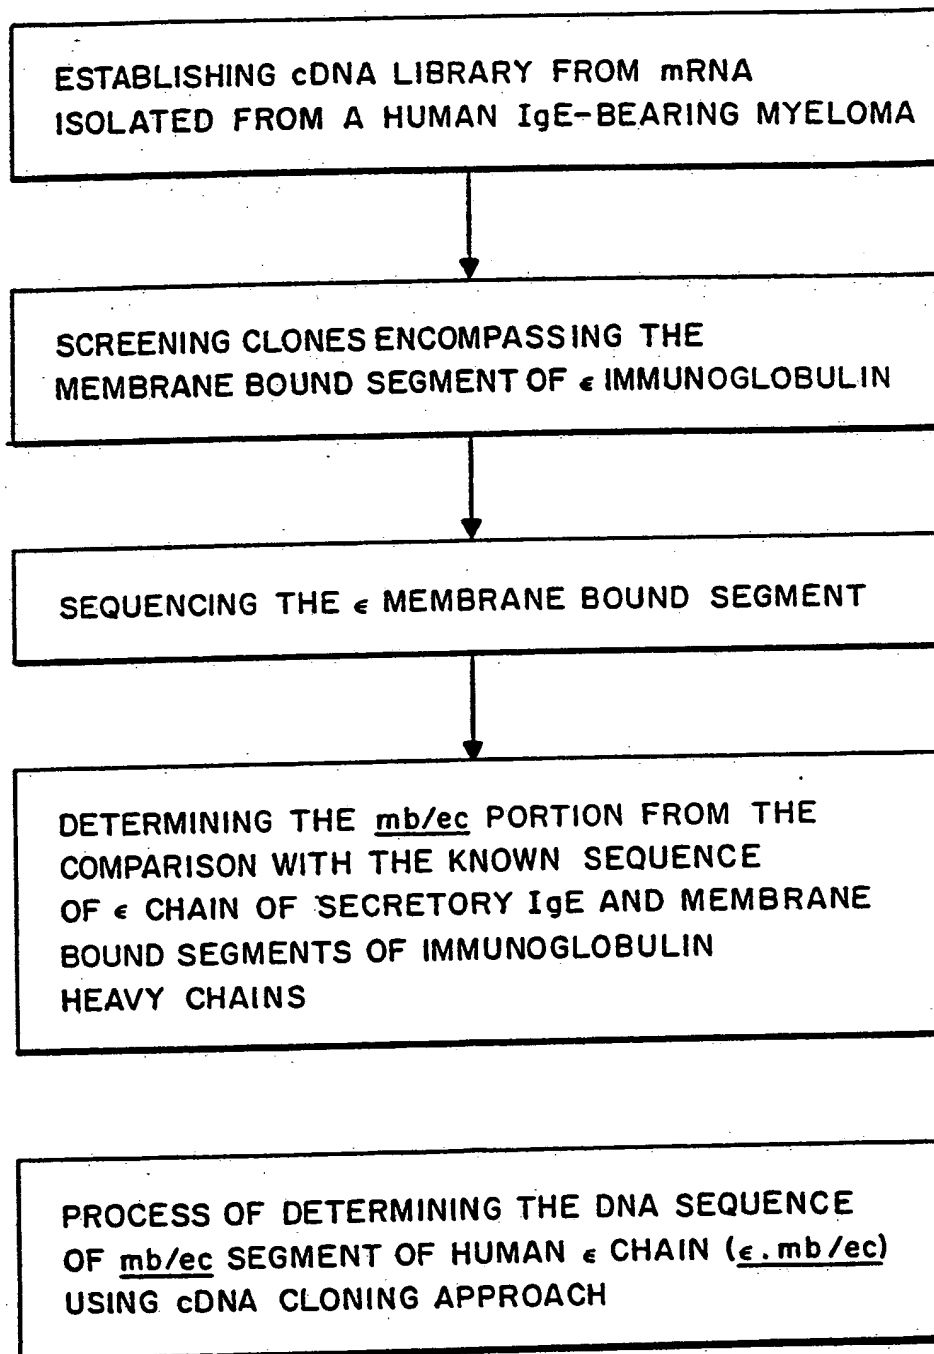 ESTABLISHING cDNA LIBRARY FROM mRNA
ISOLATED FROM A HUMAN IgE-BEARING MYELOMA
SCREENING CLONES ENCOMPASSING THE
MEMBRANE BOUND SEGMENT OF ϵ IMMUNOGLOBULIN
SEQUENCING THE ϵ MEMBRANE BOUND SEGMENT
DETERMINING THE mb/ec PORTION FROM THE
COMPARISON WITH THE KNOWN SEQUENCE
OF ϵ CHAIN OF SECRETORY IgE AND MEMBRANE
BOUND SEGMENTS OF IMMUNOGLOBULIN
HEAVY CHAINS
PROCESS OF DETERMINING THE DNA SEQUENCE
OF mb/ec SEGMENT OF HUMAN ϵ CHAIN (ϵ.mb/ec)
USING cDNA CLONING APPROACH